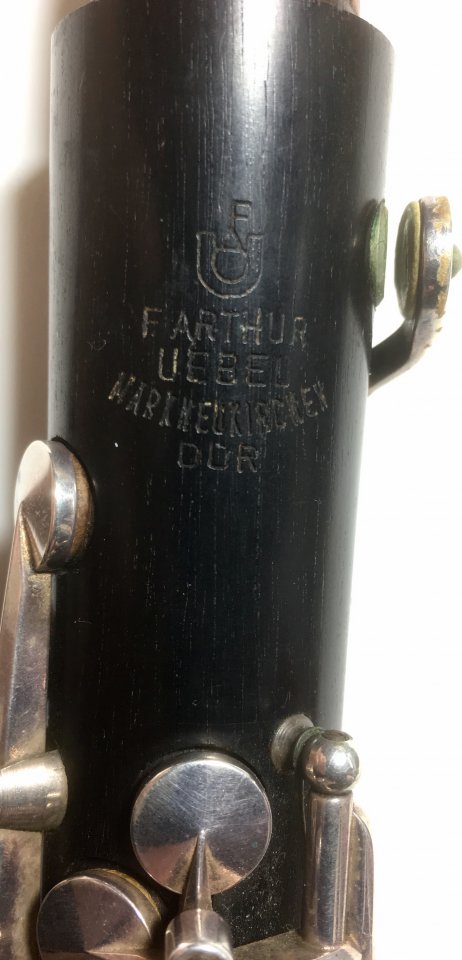 F
U
F. ARTHUR
UEBEL
MARKNEUKIRCHEN
DDR